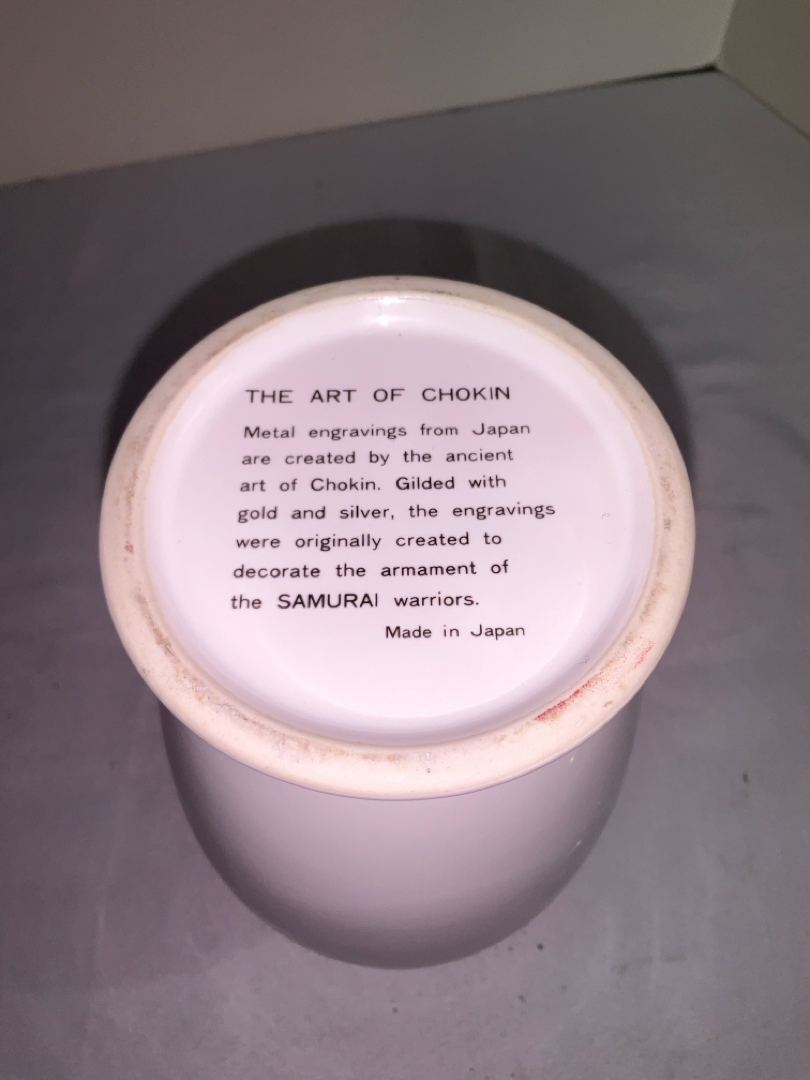 THE ART OF CHOKIN
Metal engravings from Japan
are created by the ancient
art of Chokin. Gilded with
gold and silver, the engravings
were originally created to
decorate the armament of
the SAMURAI warriors.
Made in Japan